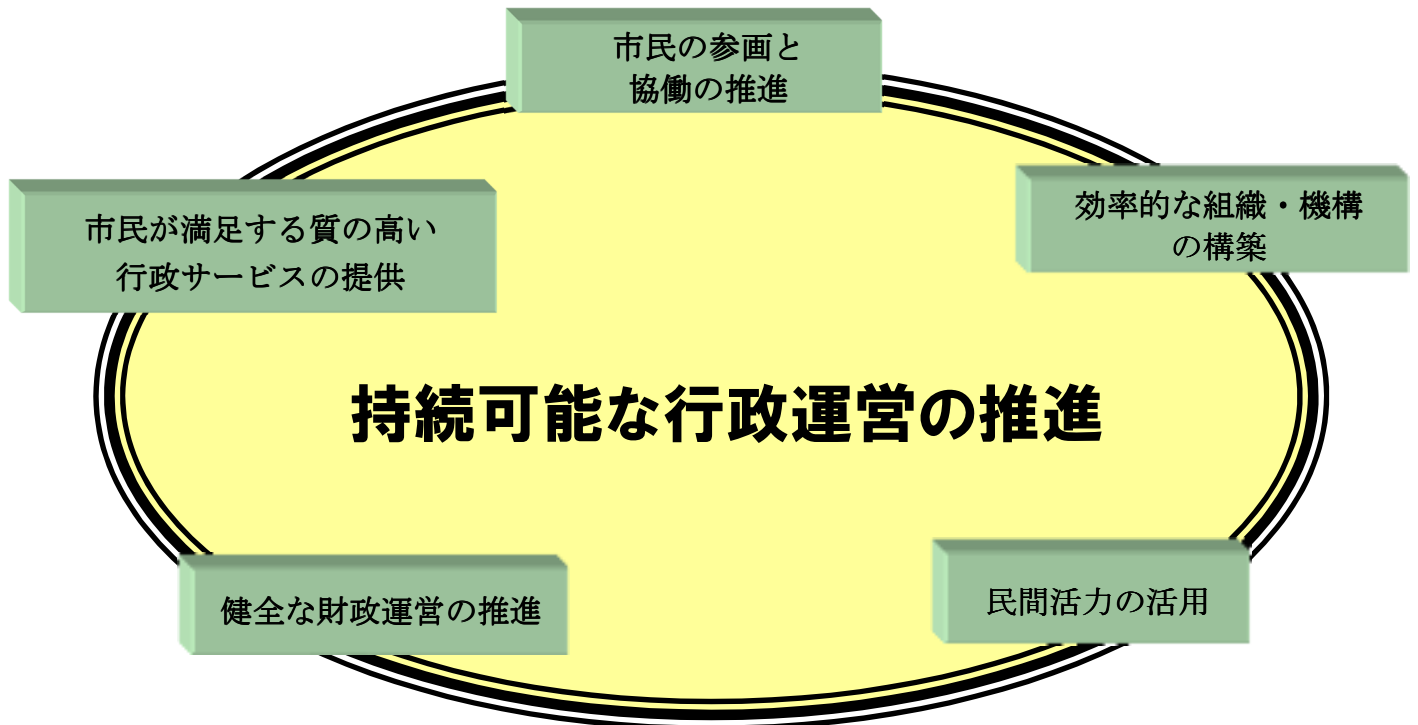 市民の参画と
協働の推進
市民が満足する質の高い
行政サービスの提供
効率的な組織・機構
の構築
持続可能な行政運営の推進
健全な財政運営の推進
民間活力の活用